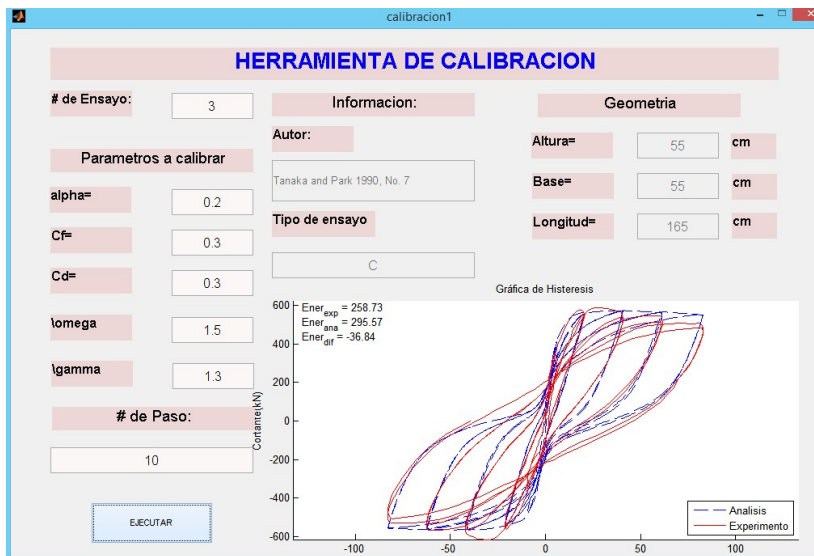 calibracion1
HERRAMIENTA DE CALIBRACION
# de Ensayo:
3
Parametros a calibrar
alpha=
0.2
Cf=
0.3
Cd=
0.3
\omega
1.5
\gamma
1.3
# de Paso:
10
EJECUTAR
Informacion:
Autor:
Tanaka and Park 1990, No. 7
Tipo de ensayo
C
Geometria
Altura=
55
cm
Base=
55
cm
Longitud=
165
cm
Gráfica de Histeresis
Ener_exp = 258.73
Ener_ana = 295.57
Ener_dif = -36.84
Cortante(kN)
600
400
200
0
-200
-400
-600
-100
-50
0
50
100
Analisis
Experimento